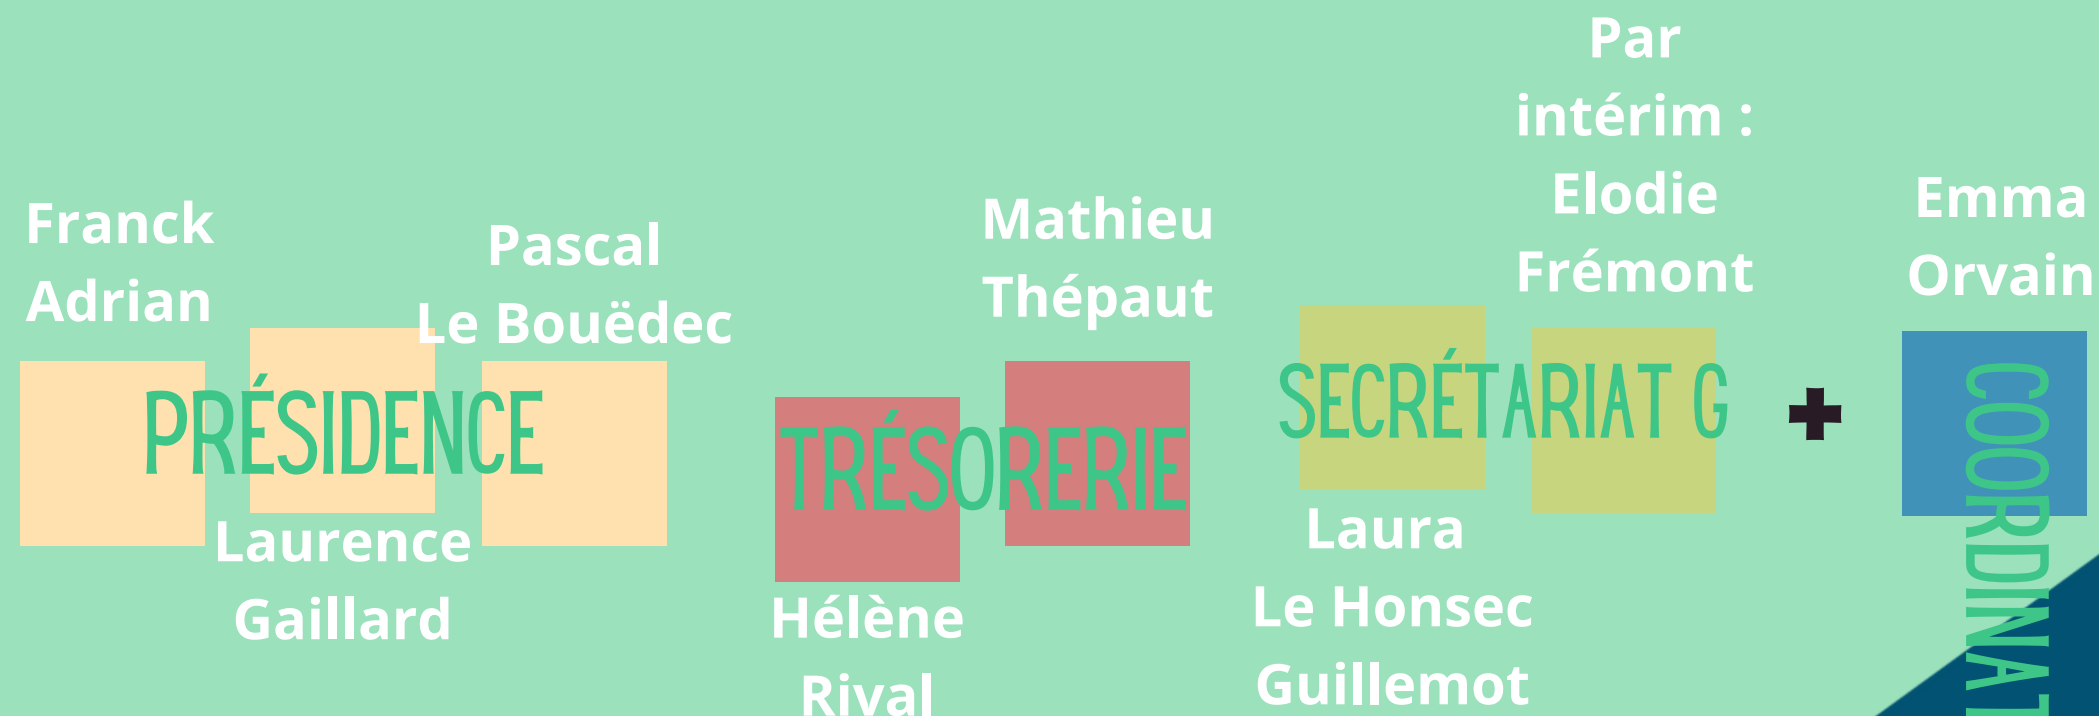 Franck
Adrian
Pascal
Le Bouëdec
PRÉSIDENCE
Laurence
Gaillard
Mathieu
Thépaut
TRÉSORERIE
Hélène
Rival
Par
intérim :
Elodie
Frémont
SECRÉTARIAT G
Laura
Le Honsec
Guillemot
+
Emma
Orvain
COORDINAT